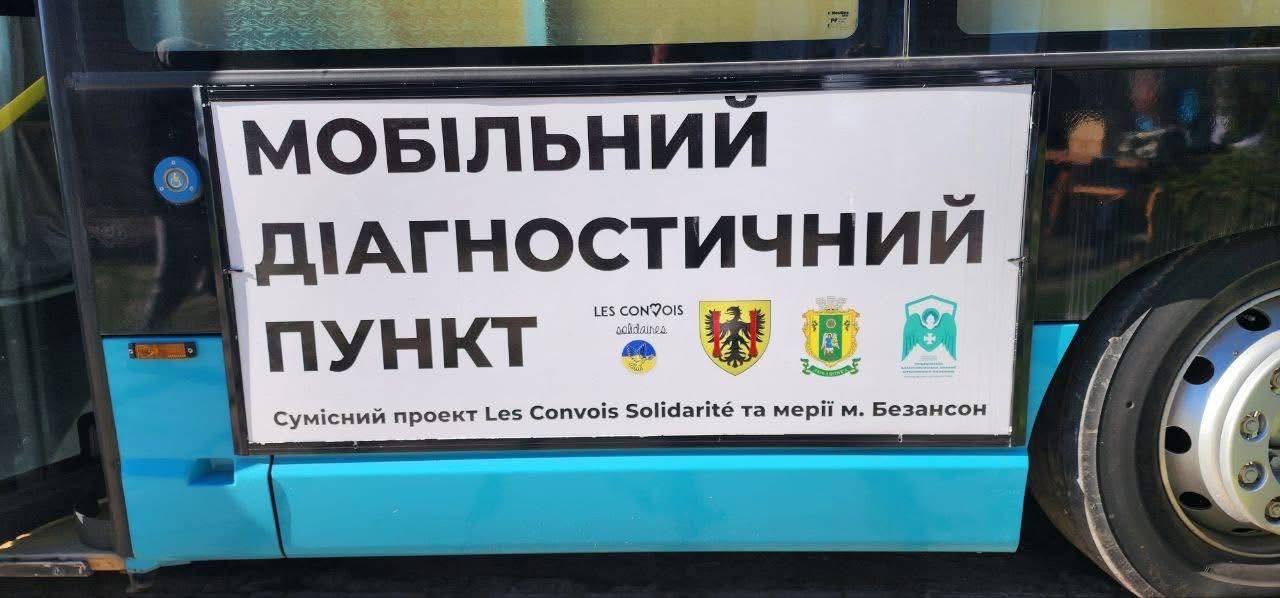 МОБІЛЬНИЙ
ДІАГНОСТИЧНИЙ
ПУНКТ
LES CONVOIS
solidaires
Сумісний проект Les Convois Solidarité та мерії м. Безансон